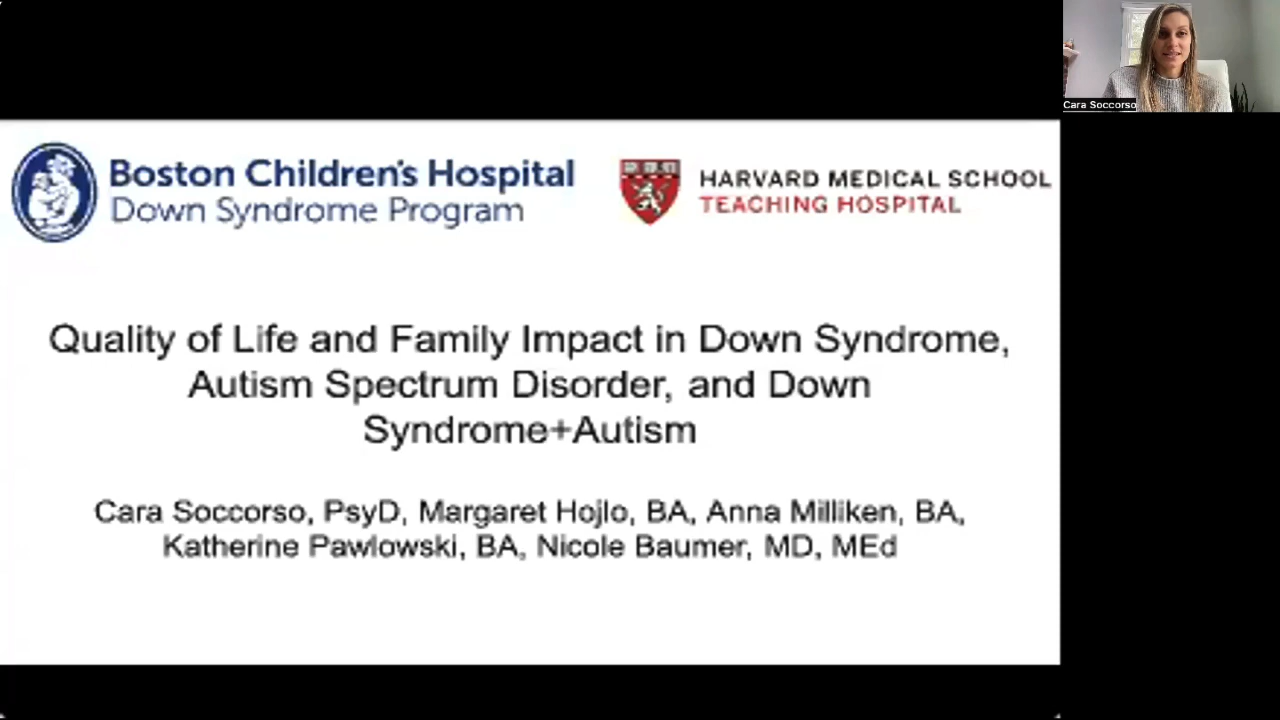 Cara Soccorso
Boston Children's Hospital
Down Syndrome Program
HARVARD MEDICAL SCHOOL
TEACHING HOSPITAL
Quality of Life and Family Impact in Down Syndrome,
Autism Spectrum Disorder, and Down
Syndrome+Autism
Cara Soccorso, PsyD, Margaret Hojlo, BA, Anna Milliken, BA,
Katherine Pawlowski, BA, Nicole Baumer, MD, MEd